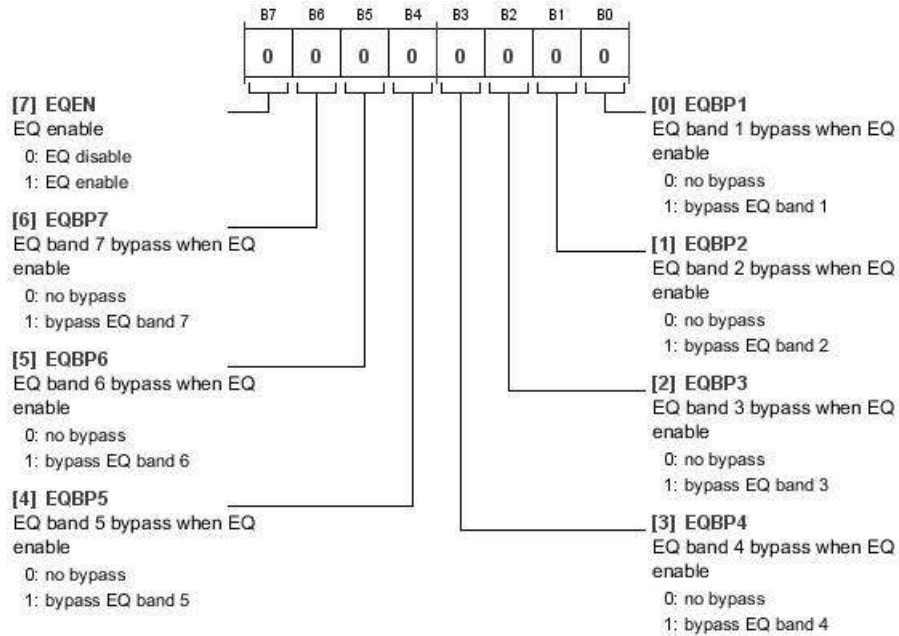 B7 B6 B5 B4 B3 B2 B1 B0
0 0 0 0 0 0 0 0
[7] EQEN
EQ enable
0: EQ disable
1: EQ enable
[6] EQBP7
EQ band 7 bypass when EQ
enable
0: no bypass
1: bypass EQ band 7
[5] EQBP6
EQ band 6 bypass when EQ
enable
0: no bypass
1: bypass EQ band 6
[4] EQBP5
EQ band 5 bypass when EQ
enable
0: no bypass
1: bypass EQ band 5
[0] EQBP1
EQ band 1 bypass when EQ
enable
0: no bypass
1: bypass EQ band 1
[1] EQBP2
EQ band 2 bypass when EQ
enable
0: no bypass
1: bypass EQ band 2
[2] EQBP3
EQ band 3 bypass when EQ
enable
0: no bypass
1: bypass EQ band 3
[3] EQBP4
EQ band 4 bypass when EQ
enable
0: no bypass
1: bypass EQ band 4